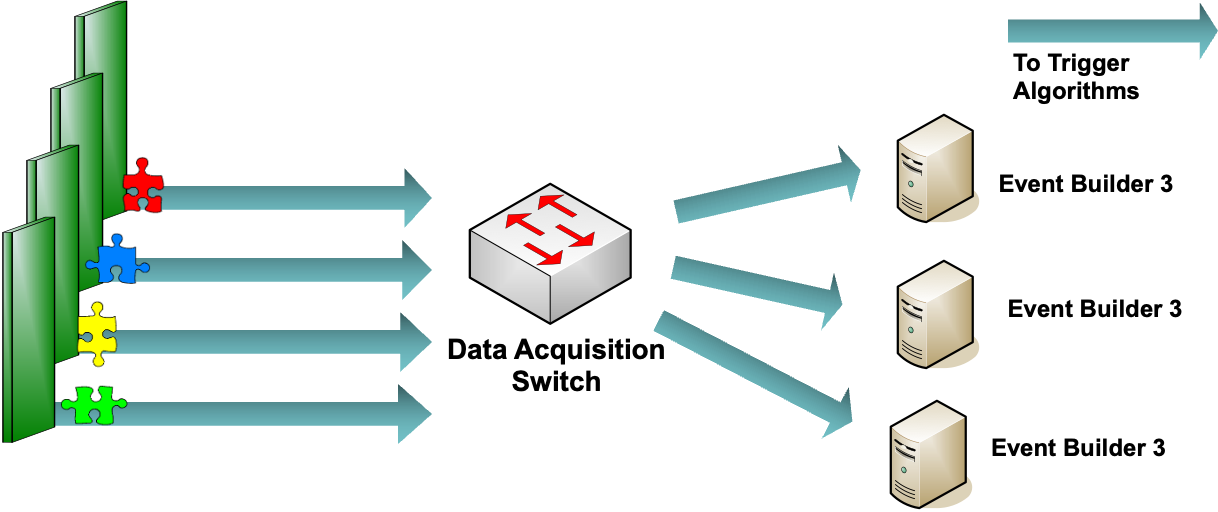 To Trigger
Algorithms
Event Builder 3
Event Builder 3
Data Acquisition
Switch
Event Builder 3